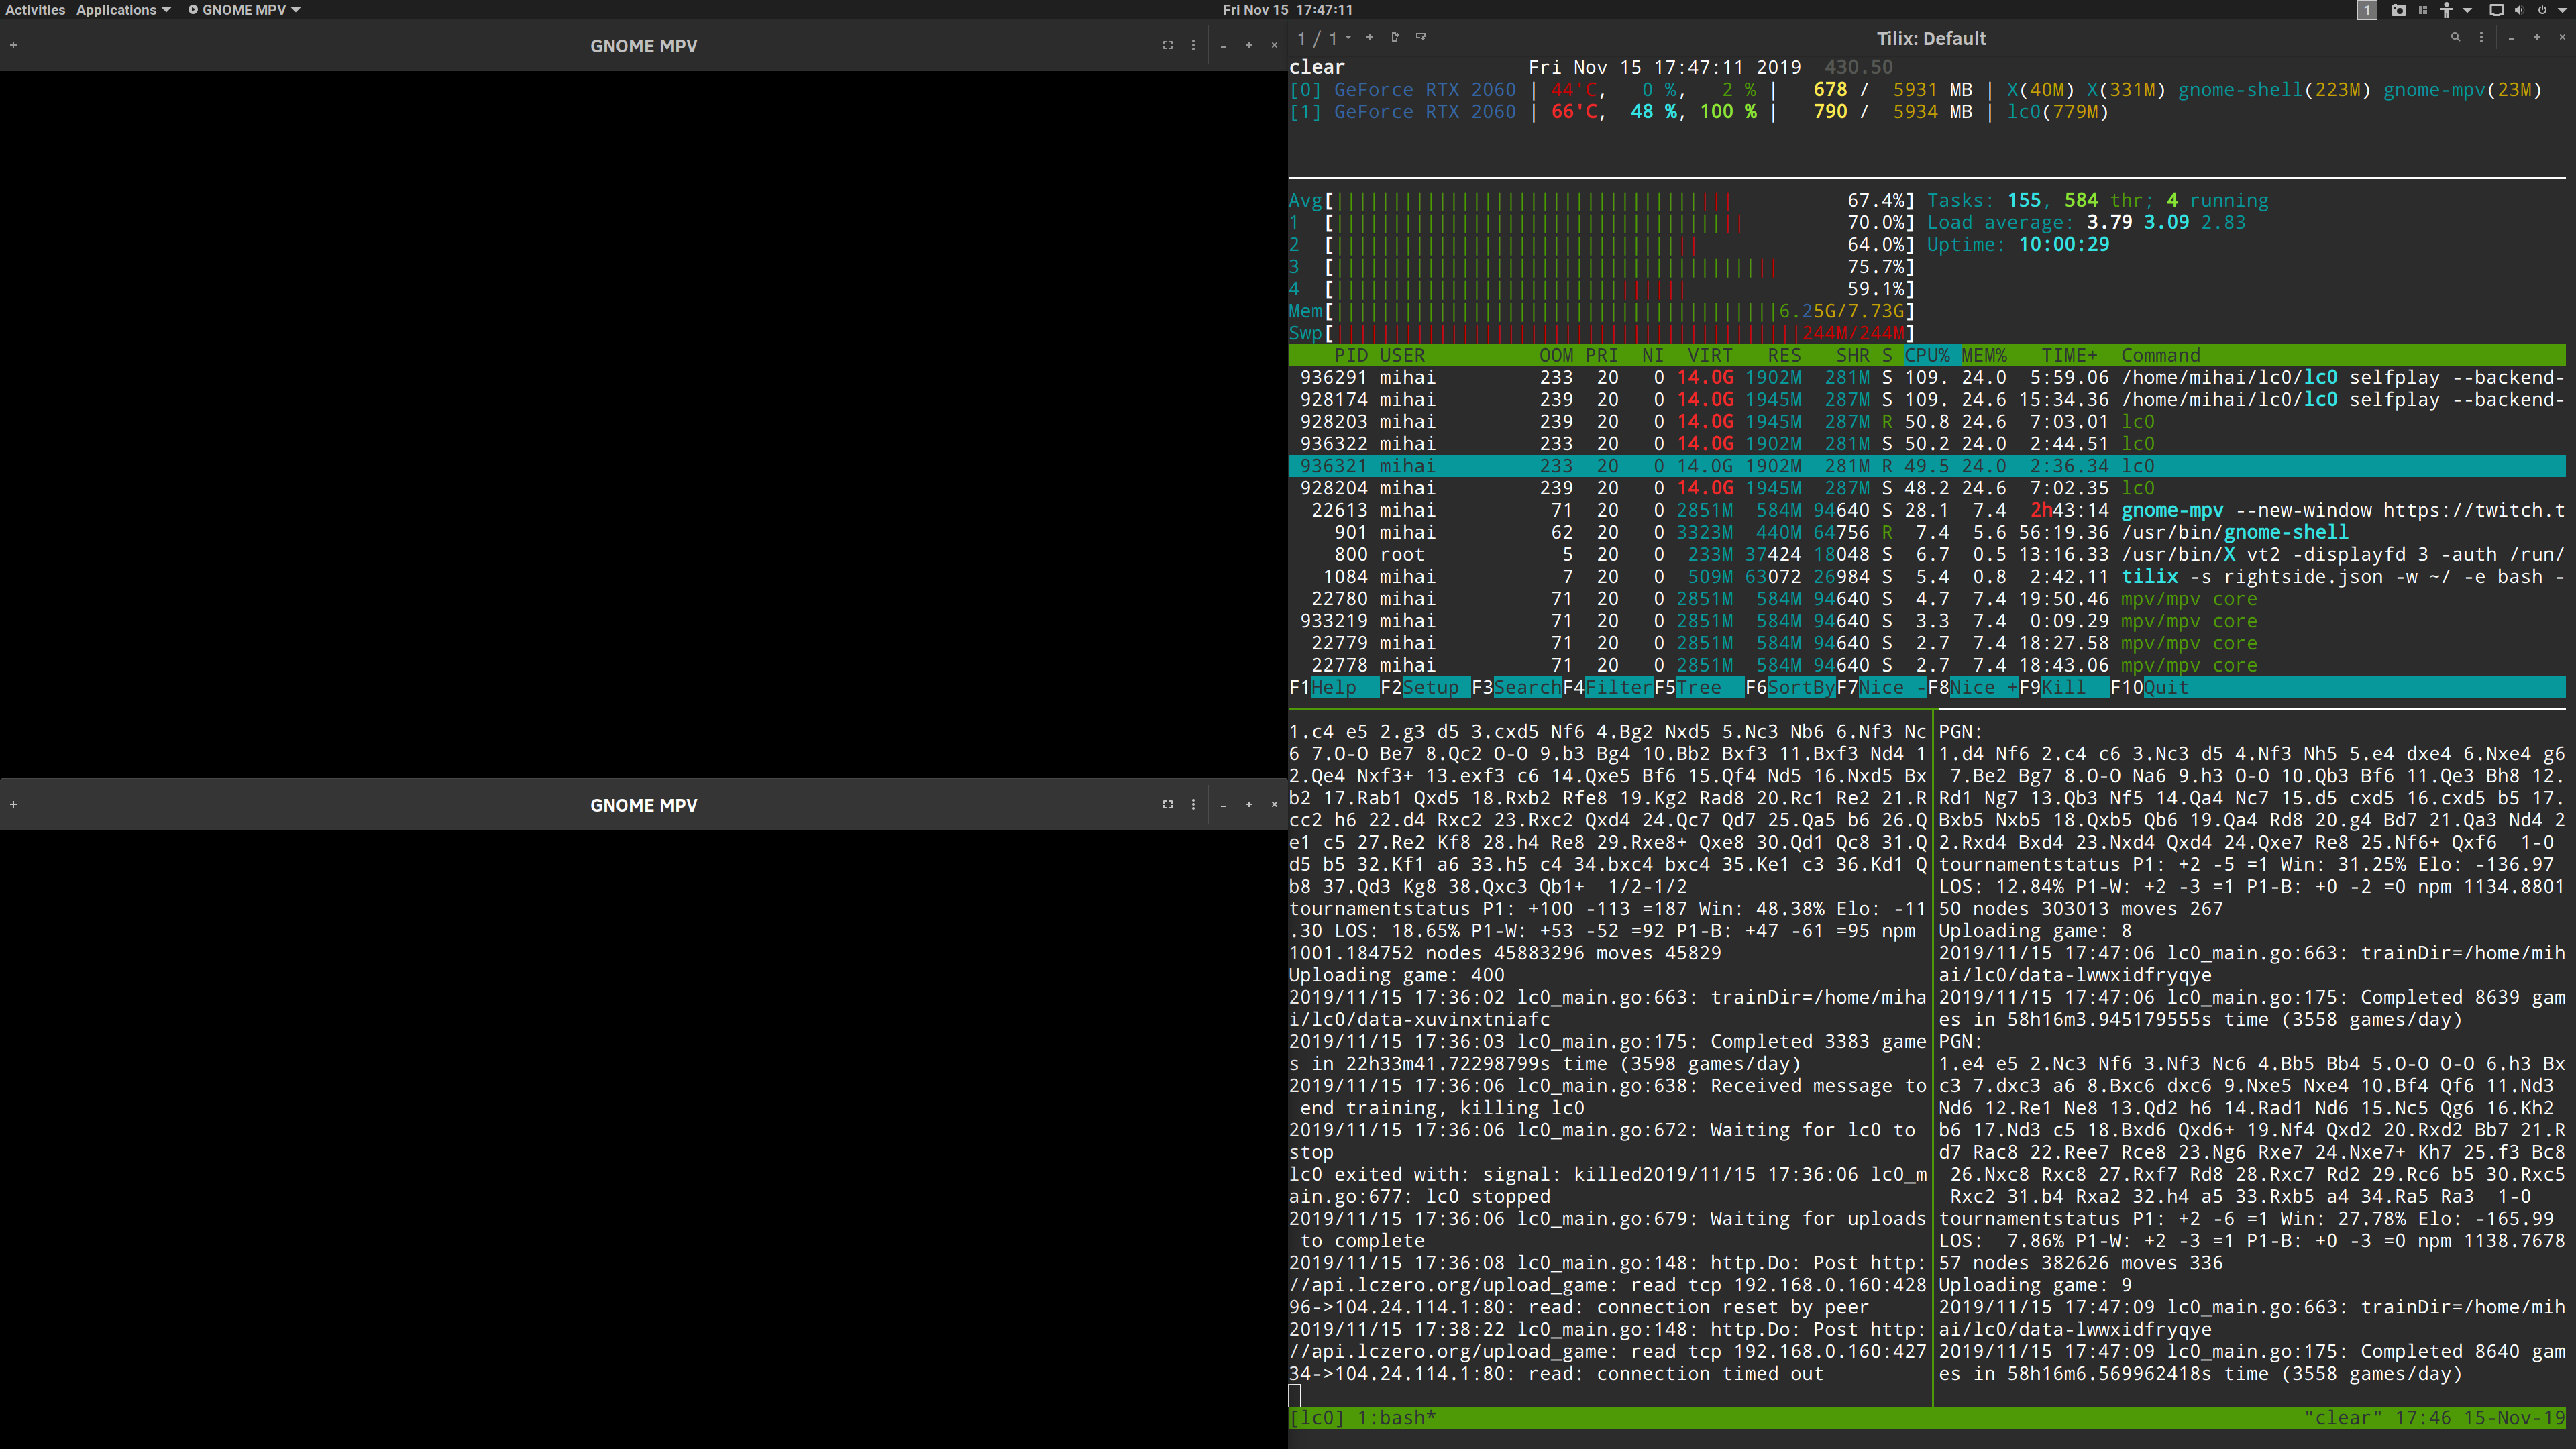 Activities Applications GNOME MPV Fri Nov 15 17:47:11 1
GNOME MPV
GNOME MPV
1 / 1 Tilix: Default
clear Fri Nov 15 17:47:11 2019 430.50
[0] GeForce RTX 2060 | 44'C, 0 %, 2 % | 678 / 5931 MB | X(40M) X(331M) gnome-shell(223M) gnome-mpv(23M)
[1] GeForce RTX 2060 | 66'C, 48 %, 100 % | 790 / 5934 MB | lc0(779M)
Avg[ 67.4%] Tasks: 155, 584 thr; 4 running
1 [ 70.0%] Load average: 3.79 3.09 2.83
2 [ 64.0%] Uptime: 10:00:29
3 [ 75.7%]
4 [ 59.1%]
Mem[ 6.25G/7.73G]
Swp[ 244M/244M]
PID USER OOM PRI NI VIRT RES SHR S CPU% MEM% TIME+ Command
936291 mihai 233 20 0 14.0G 1902M 281M S 109. 24.0 5:59.06 /home/mihai/lc0/lc0 selfplay --backend-
928174 mihai 239 20 0 14.0G 1945M 287M S 109. 24.6 15:34.36 /home/mihai/lc0/lc0 selfplay --backend-
928203 mihai 239 20 0 14.0G 1945M 287M R 50.8 24.6 7:03.01 lc0
936322 mihai 233 20 0 14.0G 1902M 281M S 50.2 24.0 2:44.51 lc0
936321 mihai 233 20 0 14.0G 1902M 281M R 49.5 24.0 2:36.34 lc0
928204 mihai 239 20 0 14.0G 1945M 287M S 48.2 24.6 7:02.35 lc0
22613 mihai 71 20 0 2851M 584M 94640 S 28.1 7.4 2h43:14 gnome-mpv --new-window https://twitch.t
901 mihai 62 20 0 3323M 440M 64756 R 7.4 5.6 56:19.36 /usr/bin/gnome-shell
800 root 5 20 0 233M 37424 18048 S 6.7 0.5 13:16.33 /usr/bin/X vt2 -displayfd 3 -auth /run/
1084 mihai 7 20 0 509M 63072 26984 S 5.4 0.8 2:42.11 tilix -s rightside.json -w ~/ -e bash -
22780 mihai 71 20 0 2851M 584M 94640 S 4.7 7.4 19:50.46 mpv/mpv core
933219 mihai 71 20 0 2851M 584M 94640 S 3.3 7.4 0:09.29 mpv/mpv core
22779 mihai 71 20 0 2851M 584M 94640 S 2.7 7.4 18:27.58 mpv/mpv core
22778 mihai 71 20 0 2851M 584M 94640 S 2.7 7.4 18:43.06 mpv/mpv core
F1Help F2Setup F3SearchF4FilterF5Tree F6SortByF7Nice -F8Nice +F9Kill F10Quit
1.c4 e5 2.g3 d5 3.cxd5 Nf6 4.Bg2 Nxd5 5.Nc3 Nb6 6.Nf3 Nc
6 7.O-O Be7 8.Qc2 O-O 9.b3 Bg4 10.Bb2 Bxf3 11.Bxf3 Nd4 1
2.Qe4 Nxf3+ 13.exf3 c6 14.Qxe5 Bf6 15.Qf4 Nd5 16.Nxd5 Bx
b2 17.Rab1 Qxd5 18.Rxb2 Rfe8 19.Kg2 Rad8 20.Rc1 Re2 21.R
cc2 h6 22.d4 Rxc2 23.Rxc2 Qxd4 24.Qc7 Qd7 25.Qa5 b6 26.Q
e1 c5 27.Re2 Kf8 28.h4 Re8 29.Rxe8+ Qxe8 30.Qd1 Qc8 31.Q
d5 b5 32.Kf1 a6 33.h5 c4 34.bxc4 bxc4 35.Ke1 c3 36.Kd1 Q
b8 37.Qd3 Kg8 38.Qxc3 Qb1+ 1/2-1/2
tournamentstatus P1: +100 -113 =187 Win: 48.38% Elo: -11
.30 LOS: 18.65% P1-W: +53 -52 =92 P1-B: +47 -61 =95 npm
1001.184752 nodes 45883296 moves 45829
Uploading game: 400
2019/11/15 17:36:02 lc0_main.go:663: trainDir=/home/miha
i/lc0/data-xuvinxtniafc
2019/11/15 17:36:03 lc0_main.go:175: Completed 3383 game
s in 22h33m41.72298799s time (3598 games/day)
2019/11/15 17:36:06 lc0_main.go:638: Received message to
end training, killing lc0
2019/11/15 17:36:06 lc0_main.go:672: Waiting for lc0 to
stop
lc0 exited with: signal: killed2019/11/15 17:36:06 lc0_m
ain.go:677: lc0 stopped
2019/11/15 17:36:06 lc0_main.go:679: Waiting for uploads
to complete
2019/11/15 17:36:08 lc0_main.go:148: http.Do: Post http:
//api.lczero.org/upload_game: read tcp 192.168.0.160:428
96->104.24.114.1:80: read: connection reset by peer
2019/11/15 17:38:22 lc0_main.go:148: http.Do: Post http:
//api.lczero.org/upload_game: read tcp 192.168.0.160:427
34->104.24.114.1:80: read: connection timed out
PGN:
1.d4 Nf6 2.c4 c6 3.Nc3 d5 4.Nf3 Nh5 5.e4 dxe4 6.Nxe4 g6
7.Be2 Bg7 8.O-O Na6 9.h3 O-O 10.Qb3 Bf6 11.Qe3 Bh8 12.
Rd1 Ng7 13.Qb3 Nf5 14.Qa4 Nc7 15.d5 cxd5 16.cxd5 b5 17.
Bxb5 Nxb5 18.Qxb5 Qb6 19.Qa4 Rd8 20.g4 Bd7 21.Qa3 Nd4 2
2.Rxd4 Bxd4 23.Nxd4 Qxd4 24.Qxe7 Re8 25.Nf6+ Qxf6 1-0
tournamentstatus P1: +2 -5 =1 Win: 31.25% Elo: -136.97
LOS: 12.84% P1-W: +2 -3 =1 P1-B: +0 -2 =0 npm 1134.8801
50 nodes 303013 moves 267
Uploading game: 8
2019/11/15 17:47:06 lc0_main.go:663: trainDir=/home/mih
ai/lc0/data-lwwxidfryqye
2019/11/15 17:47:06 lc0_main.go:175: Completed 8639 gam
es in 58h16m3.945179555s time (3558 games/day)
PGN:
1.e4 e5 2.Nc3 Nf6 3.Nf3 Nc6 4.Bb5 Bb4 5.O-O O-O 6.h3 Bx
c3 7.dxc3 a6 8.Bxc6 dxc6 9.Nxe5 Nxe4 10.Bf4 Qf6 11.Nd3
Nd6 12.Re1 Ne8 13.Qd2 h6 14.Rad1 Nd6 15.Nc5 Qg6 16.Kh2
b6 17.Nd3 c5 18.Bxd6 Qxd6+ 19.Nf4 Qxd2 20.Rxd2 Bb7 21.R
d7 Rac8 22.Ree7 Rce8 23.Ng6 Rxe7 24.Nxe7+ Kh7 25.f3 Bc8
26.Nxc8 Rxc8 27.Rxf7 Rd8 28.Rxc7 Rd2 29.Rc6 b5 30.Rxc5
Rxc2 31.b4 Rxa2 32.h4 a5 33.Rxb5 a4 34.Ra5 Ra3 1-0
tournamentstatus P1: +2 -6 =1 Win: 27.78% Elo: -165.99
LOS: 7.86% P1-W: +2 -3 =1 P1-B: +0 -3 =0 npm 1138.7678
57 nodes 382626 moves 336
Uploading game: 9
2019/11/15 17:47:09 lc0_main.go:663: trainDir=/home/mih
ai/lc0/data-lwwxidfryqye
2019/11/15 17:47:09 lc0_main.go:175: Completed 8640 gam
es in 58h16m6.569962418s time (3558 games/day)
[lc0] 1:bash* "clear" 17:46 15-Nov-19